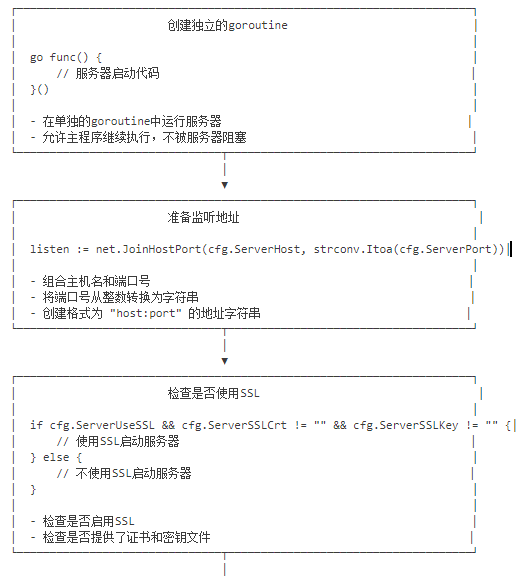 创建独立的goroutine
go func() {
// 服务器启动代码
}()
- 在单独的goroutine中运行服务器
- 允许主程序继续执行，不被服务器阻塞
准备监听地址
listen := net.JoinHostPort(cfg.ServerHost, strconv.Itoa(cfg.ServerPort))
- 组合主机名和端口号
- 将端口号从整数转换为字符串
- 创建格式为 "host:port" 的地址字符串
检查是否使用SSL
if cfg.ServerUseSSL && cfg.ServerSSLCrt != "" && cfg.ServerSSLKey != "" {
// 使用SSL启动服务器
} else {
// 不使用SSL启动服务器
}
- 检查是否启用SSL
- 检查是否提供了证书和密钥文件